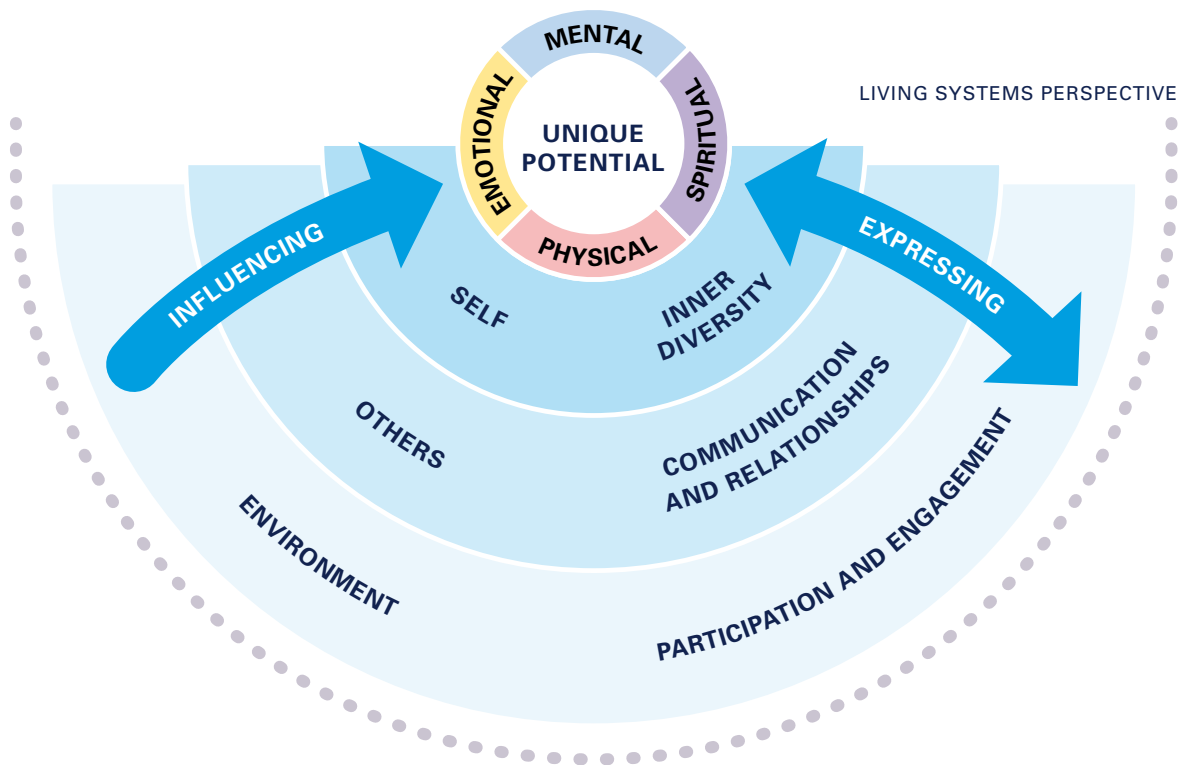 MENTAL
EMOTIONAL
SPIRITUAL
PHYSICAL
UNIQUE
POTENTIAL
LIVING SYSTEMS PERSPECTIVE
INFLUENCING
EXPRESSING
SELF
INNER
DIVERSITY
OTHERS
COMMUNICATION
AND RELATIONSHIPS
ENVIRONMENT
PARTICIPATION AND ENGAGEMENT